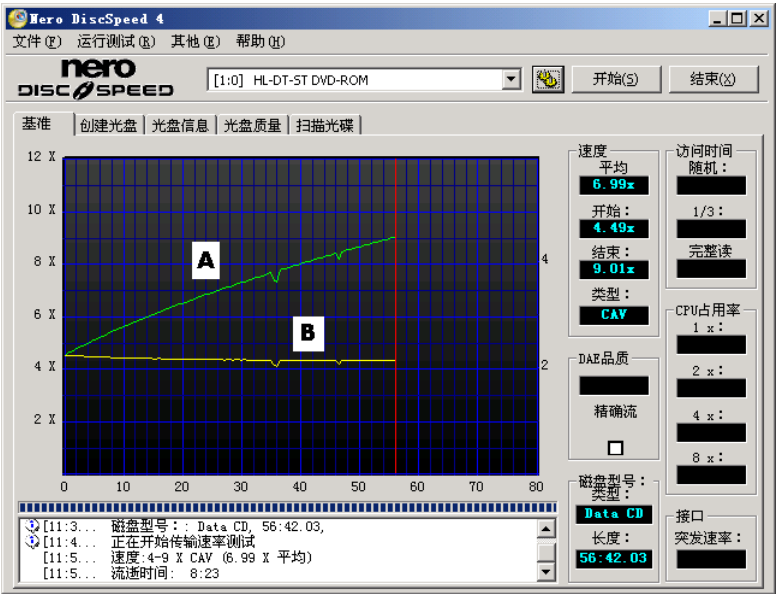 Nero DiscSpeed 4
文件(F) 运行测试(R) 其他(E) 帮助(H)
nero
DISC SPEED
[1:0] HL-DT-ST DVD-ROM
开始(S)
结束(X)
基准 创建光盘 光盘信息 光盘质量 扫描光碟
12 X
10 X
8 X
6 X
4 X
2 X
A
B
4
2
0 10 20 30 40 50 60 70 80
速度
平均
6.99x
开始：
4.49x
结束：
9.01x
类型：
CAV
DAE品质
精确流
磁盘型号：
类型：
Data CD
长度：
56:42.03
访问时间
随机：
1/3：
完整读
CPU占用率
1 x：
2 x：
4 x：
8 x：
接口
突发速率：
[11:3... 磁盘型号：: Data CD, 56:42.03,
[11:4... 正在开始传输速率测试
[11:5... 速度:4-9 X CAV (6.99 X 平均)
[11:5... 流逝时间: 8:23